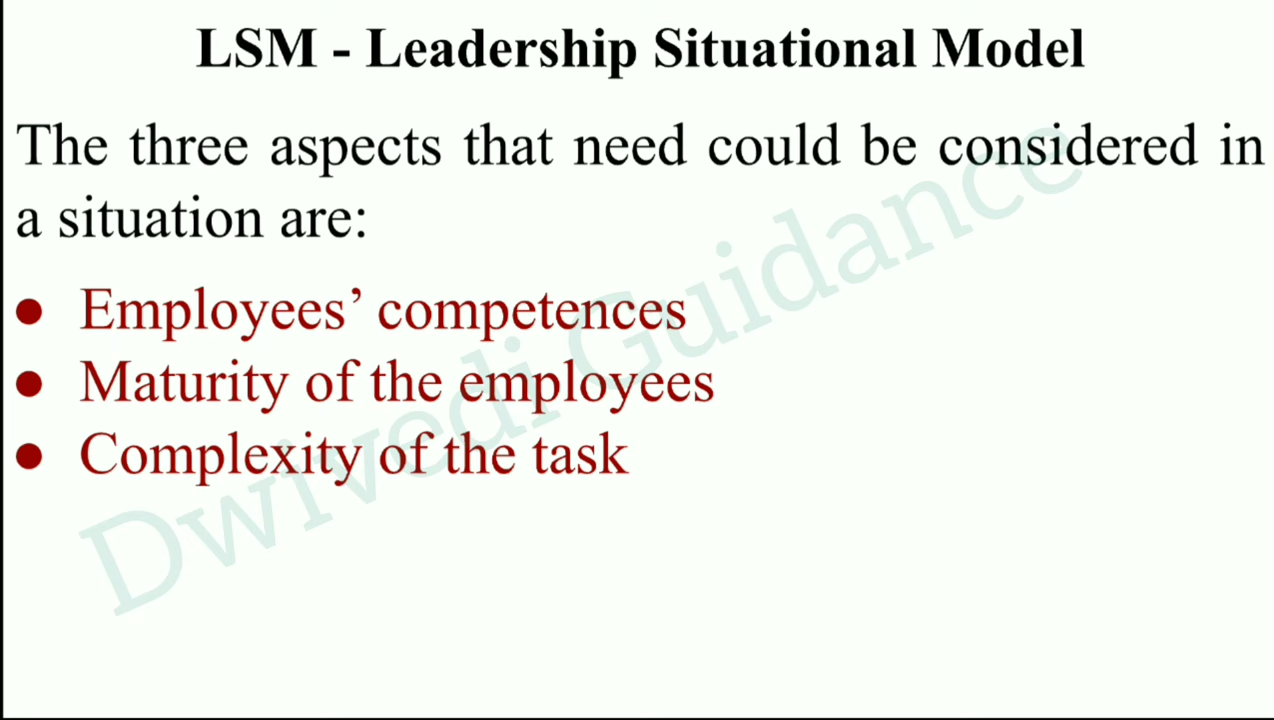 LSM - Leadership Situational Model
The three aspects that need could be considered in
a situation are:
● Employees’ competences
● Maturity of the employees
● Complexity of the task
Dwivedi Guidance